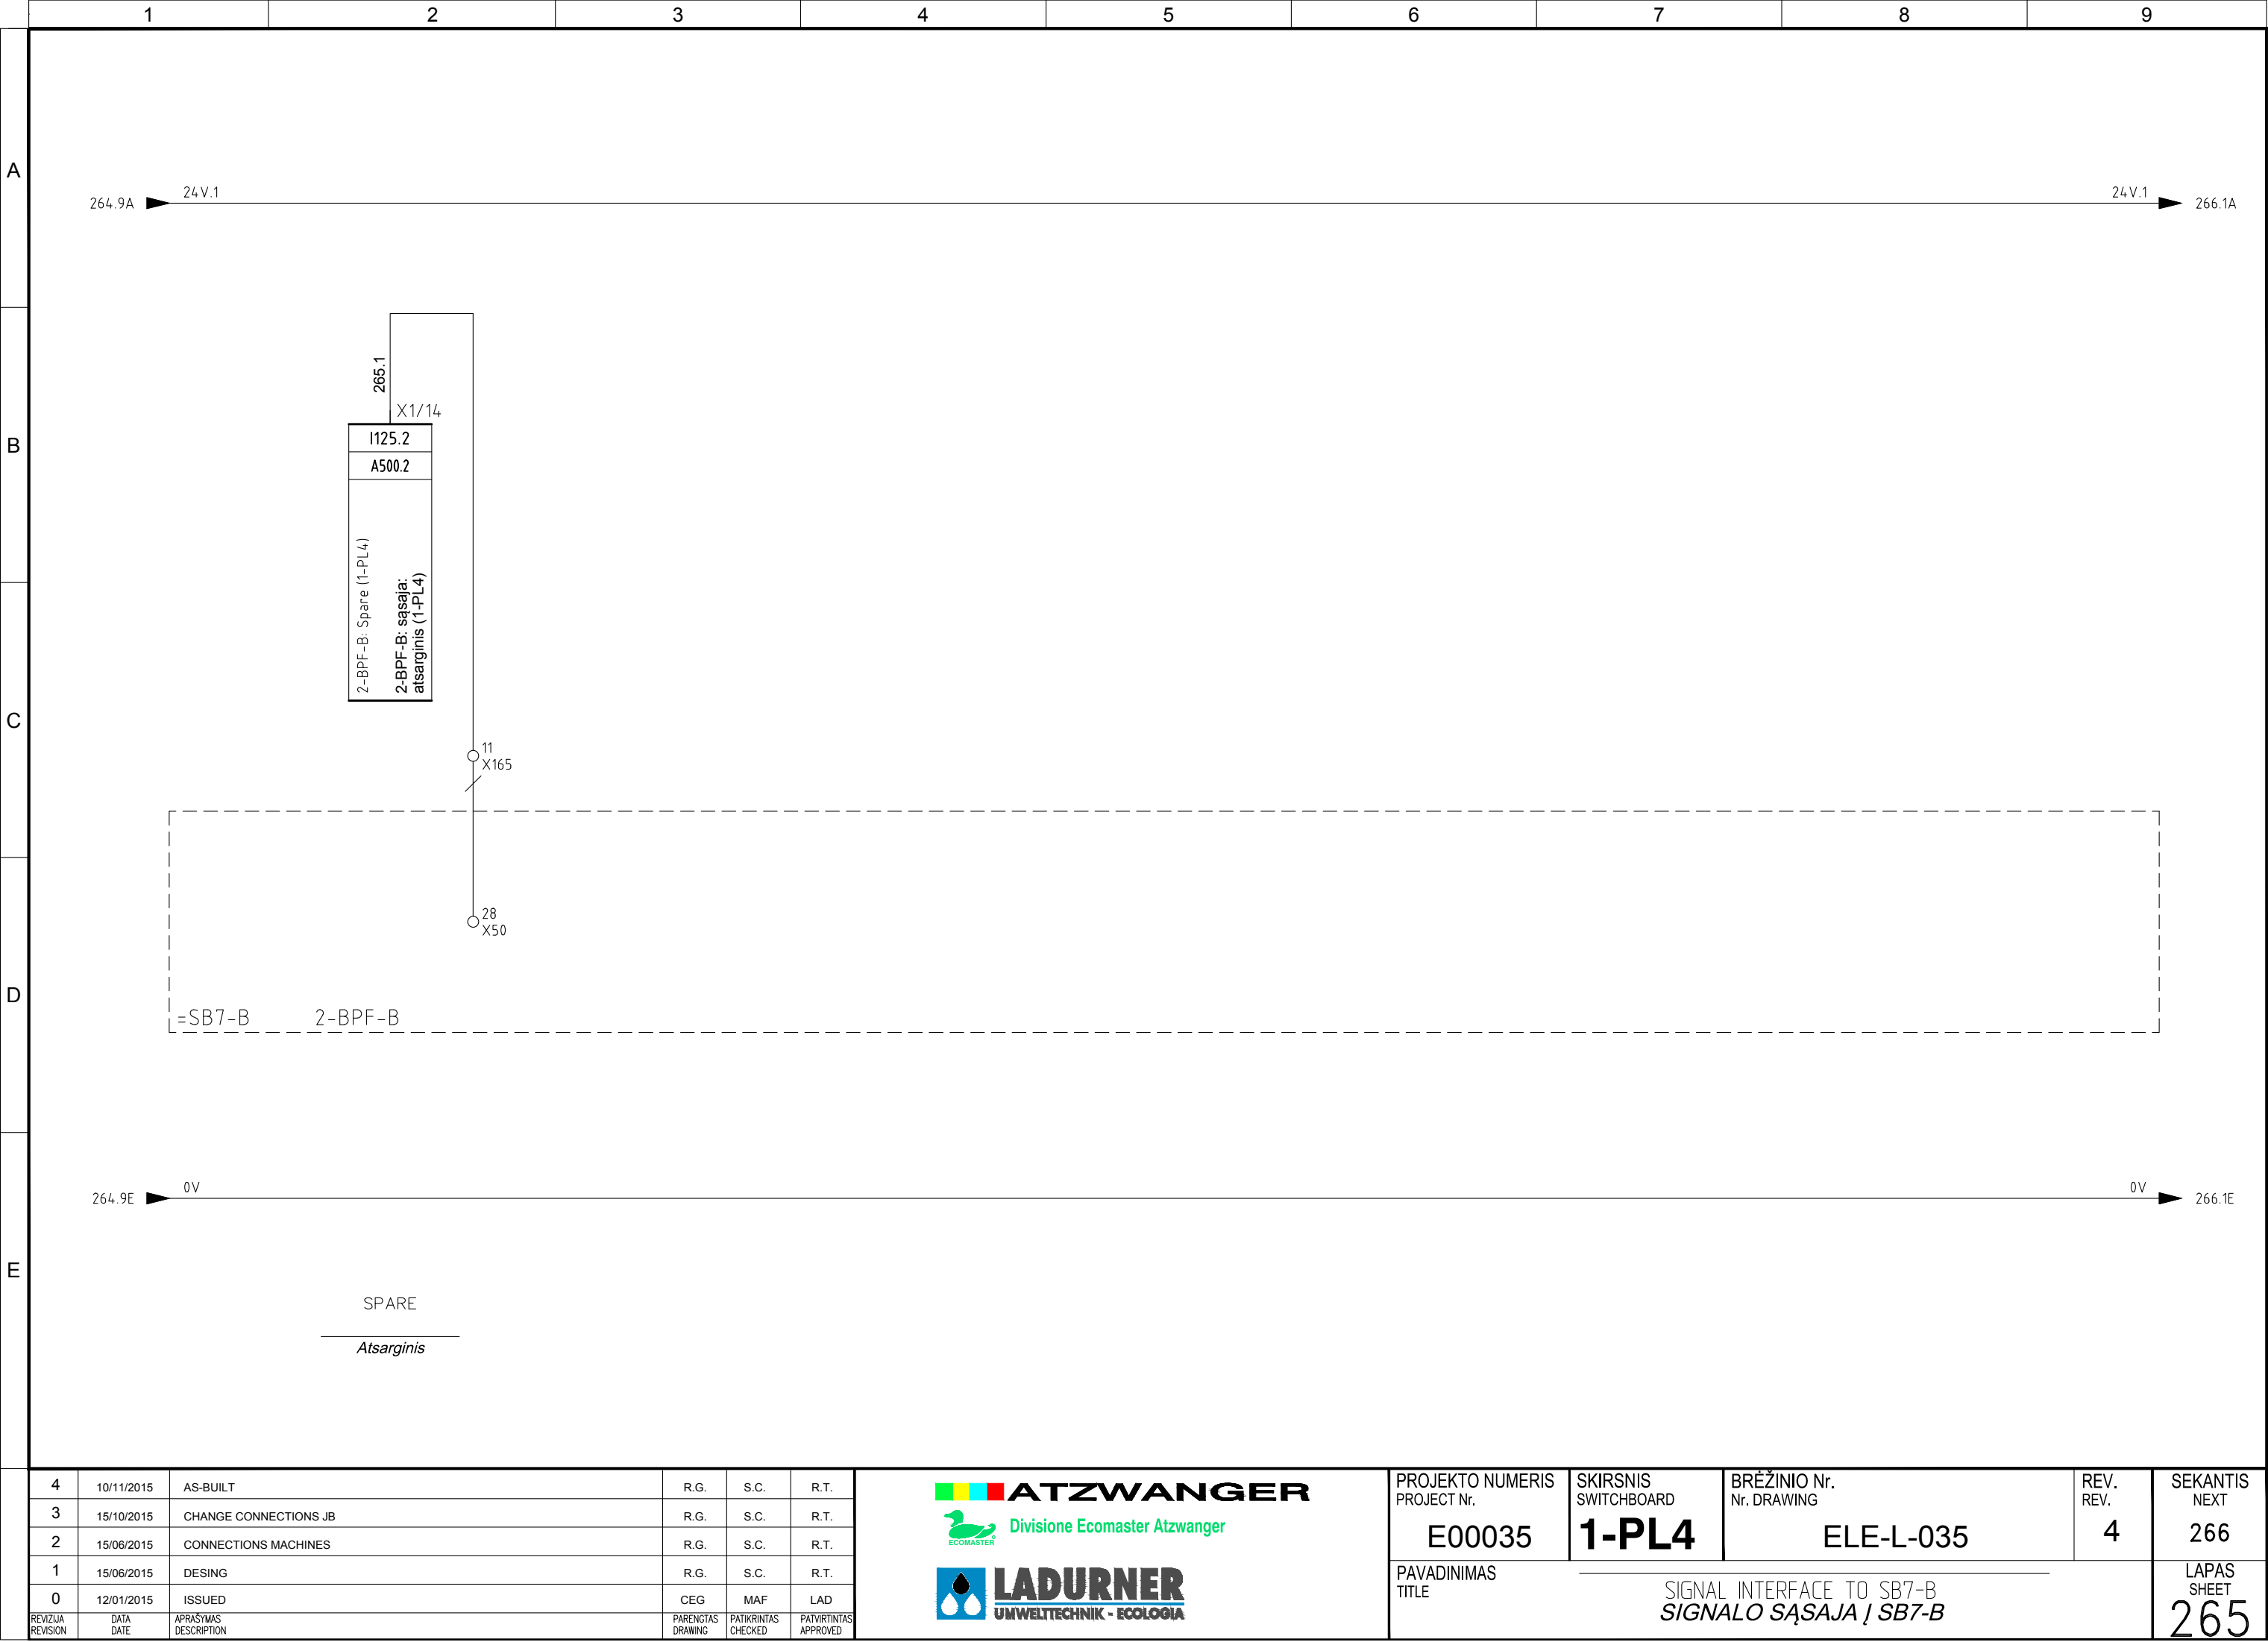 1 2 3 4 5 6 7 8 9
A
24V.1 24V.1
264.9A 266.1A
B
265.1
X1/14
I125.2
A500.2
2-BPF-B: Spare (1-PL4)
2-BPF-B: sąsaja:
atsarginis (1-PL4)
C
11
X165
28
X50
D
=SB7-B 2-BPF-B
0V 0V
264.9E 266.1E
E
SPARE
Atsarginis
4 10/11/2015 AS-BUILT R.G. S.C. R.T.
3 15/10/2015 CHANGE CONNECTIONS JB R.G. S.C. R.T.
2 15/06/2015 CONNECTIONS MACHINES R.G. S.C. R.T.
1 15/06/2015 DESING R.G. S.C. R.T.
0 12/01/2015 ISSUED CEG MAF LAD
REVIZIJA DATA APRAŠYMAS PARENGTAS PATIKRINTAS PATVIRTINTAS
REVISION DATE DESCRIPTION DRAWING CHECKED APPROVED
ATZWANGER
Divisione Ecomaster Atzwanger
ECOMASTER
LADURNER
UMWELTTECHNIK - ECOLOGIA
PROJEKTO NUMERIS
PROJECT Nr.
E00035
SKIRSNIS
SWITCHBOARD
1-PL4
BRĖŽINIO Nr.
Nr. DRAWING
ELE-L-035
REV.
REV.
4
SEKANTIS
NEXT
266
PAVADINIMAS
TITLE
SIGNAL INTERFACE TO SB7-B
SIGNALO SĄSAJA Į SB7-B
LAPAS
SHEET
265